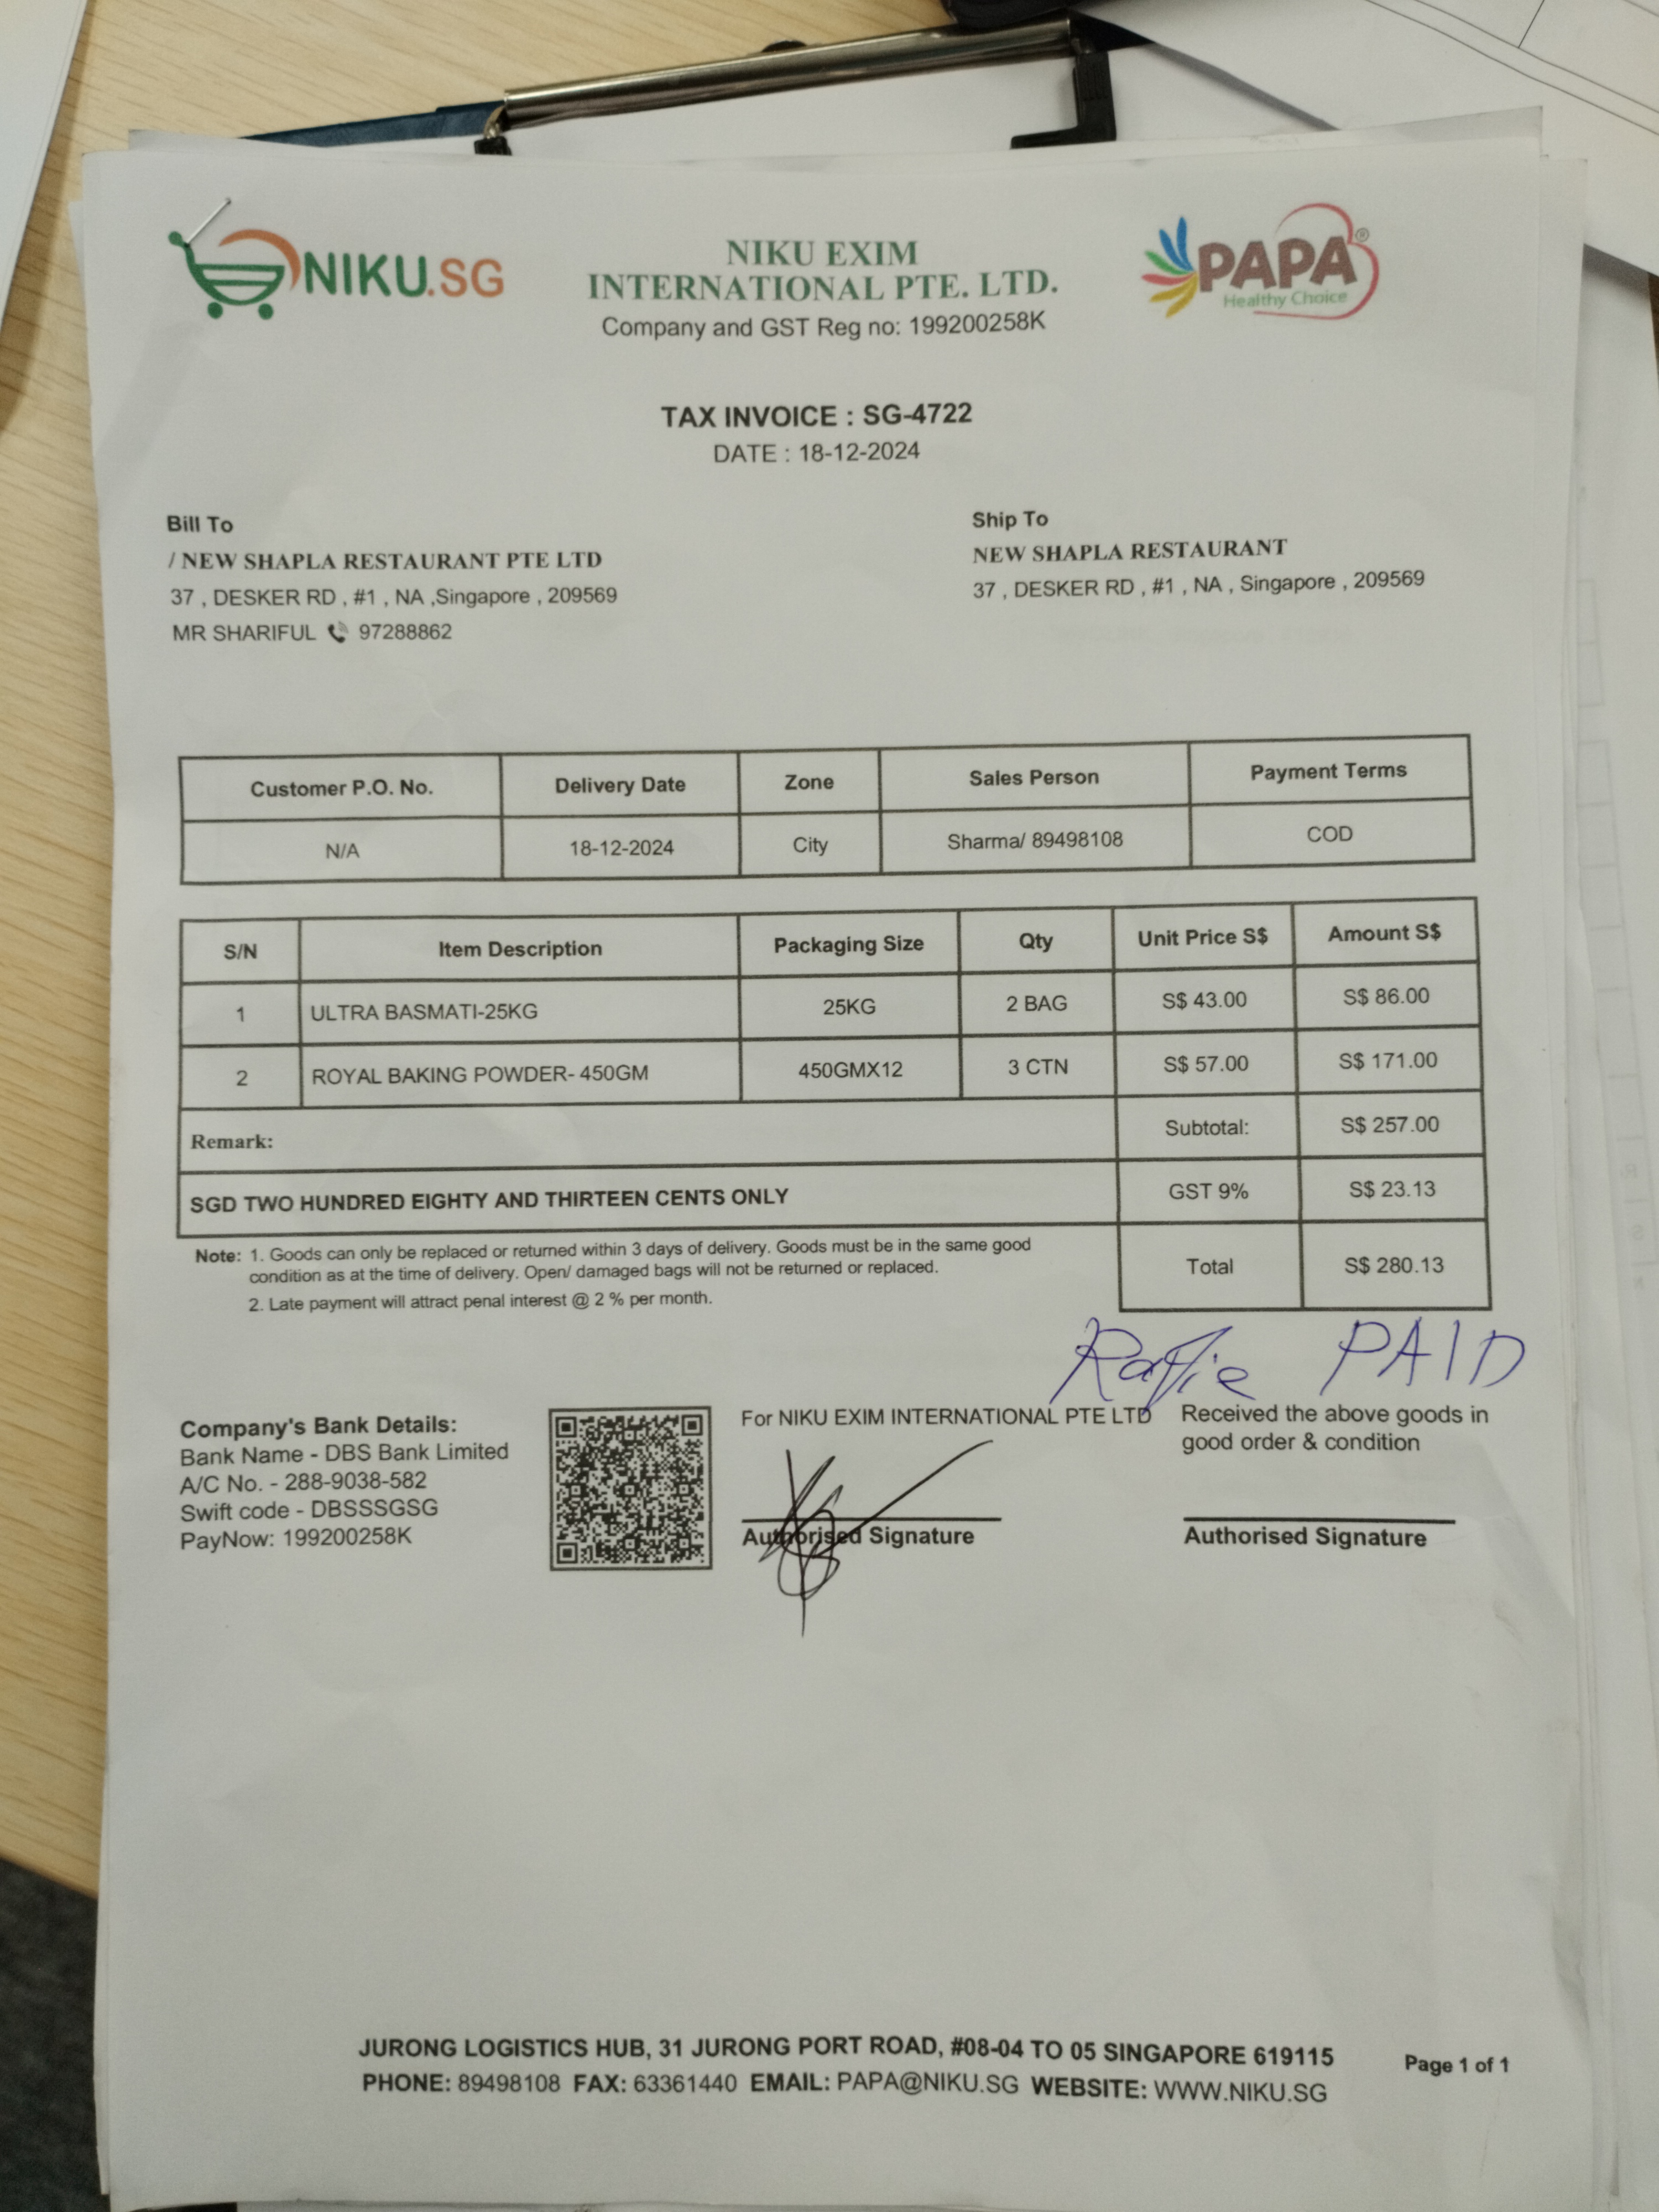 NIKU.SG
NIKU EXIM
INTERNATIONAL PTE. LTD.
Company and GST Reg no: 199200258K
PAPA®
Healthy Choice
TAX INVOICE : SG-4722
DATE : 18-12-2024
Bill To
/ NEW SHAPLA RESTAURANT PTE LTD
37 , DESKER RD , #1 , NA ,Singapore , 209569
MR SHARIFUL 97288862
Ship To
NEW SHAPLA RESTAURANT
37 , DESKER RD , #1 , NA , Singapore , 209569
Customer P.O. No. Delivery Date Zone Sales Person Payment Terms
N/A 18-12-2024 City Sharma/ 89498108 COD
S/N Item Description Packaging Size Qty Unit Price S$ Amount S$
1 ULTRA BASMATI-25KG 25KG 2 BAG S$ 43.00 S$ 86.00
2 ROYAL BAKING POWDER- 450GM 450GMX12 3 CTN S$ 57.00 S$ 171.00
Remark: Subtotal: S$ 257.00
SGD TWO HUNDRED EIGHTY AND THIRTEEN CENTS ONLY GST 9% S$ 23.13
Total S$ 280.13
Note: 1. Goods can only be replaced or returned within 3 days of delivery. Goods must be in the same good
condition as at the time of delivery. Open/ damaged bags will not be returned or replaced.
2. Late payment will attract penal interest @ 2 % per month.
PAID
Company's Bank Details:
Bank Name - DBS Bank Limited
A/C No. - 288-9038-582
Swift code - DBSSSGSG
PayNow: 199200258K
For NIKU EXIM INTERNATIONAL PTE LTD
Authorised Signature
Received the above goods in
good order & condition
Authorised Signature
JURONG LOGISTICS HUB, 31 JURONG PORT ROAD, #08-04 TO 05 SINGAPORE 619115
PHONE: 89498108 FAX: 63361440 EMAIL: PAPA@NIKU.SG WEBSITE: WWW.NIKU.SG
Page 1 of 1